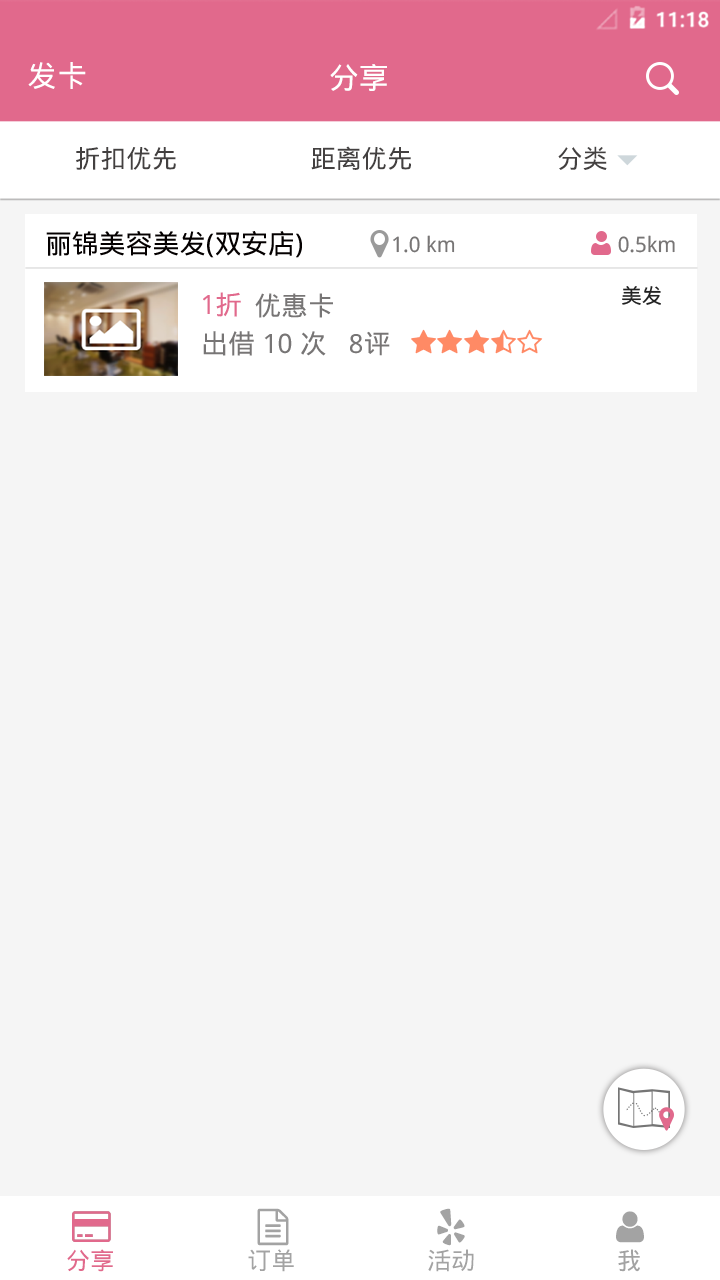 11:18
发卡 分享
折扣优先 距离优先 分类
丽锦美容美发(双安店) 1.0 km 0.5km
1折 优惠卡 美发
出借 10 次 8评
分享 订单 活动 我